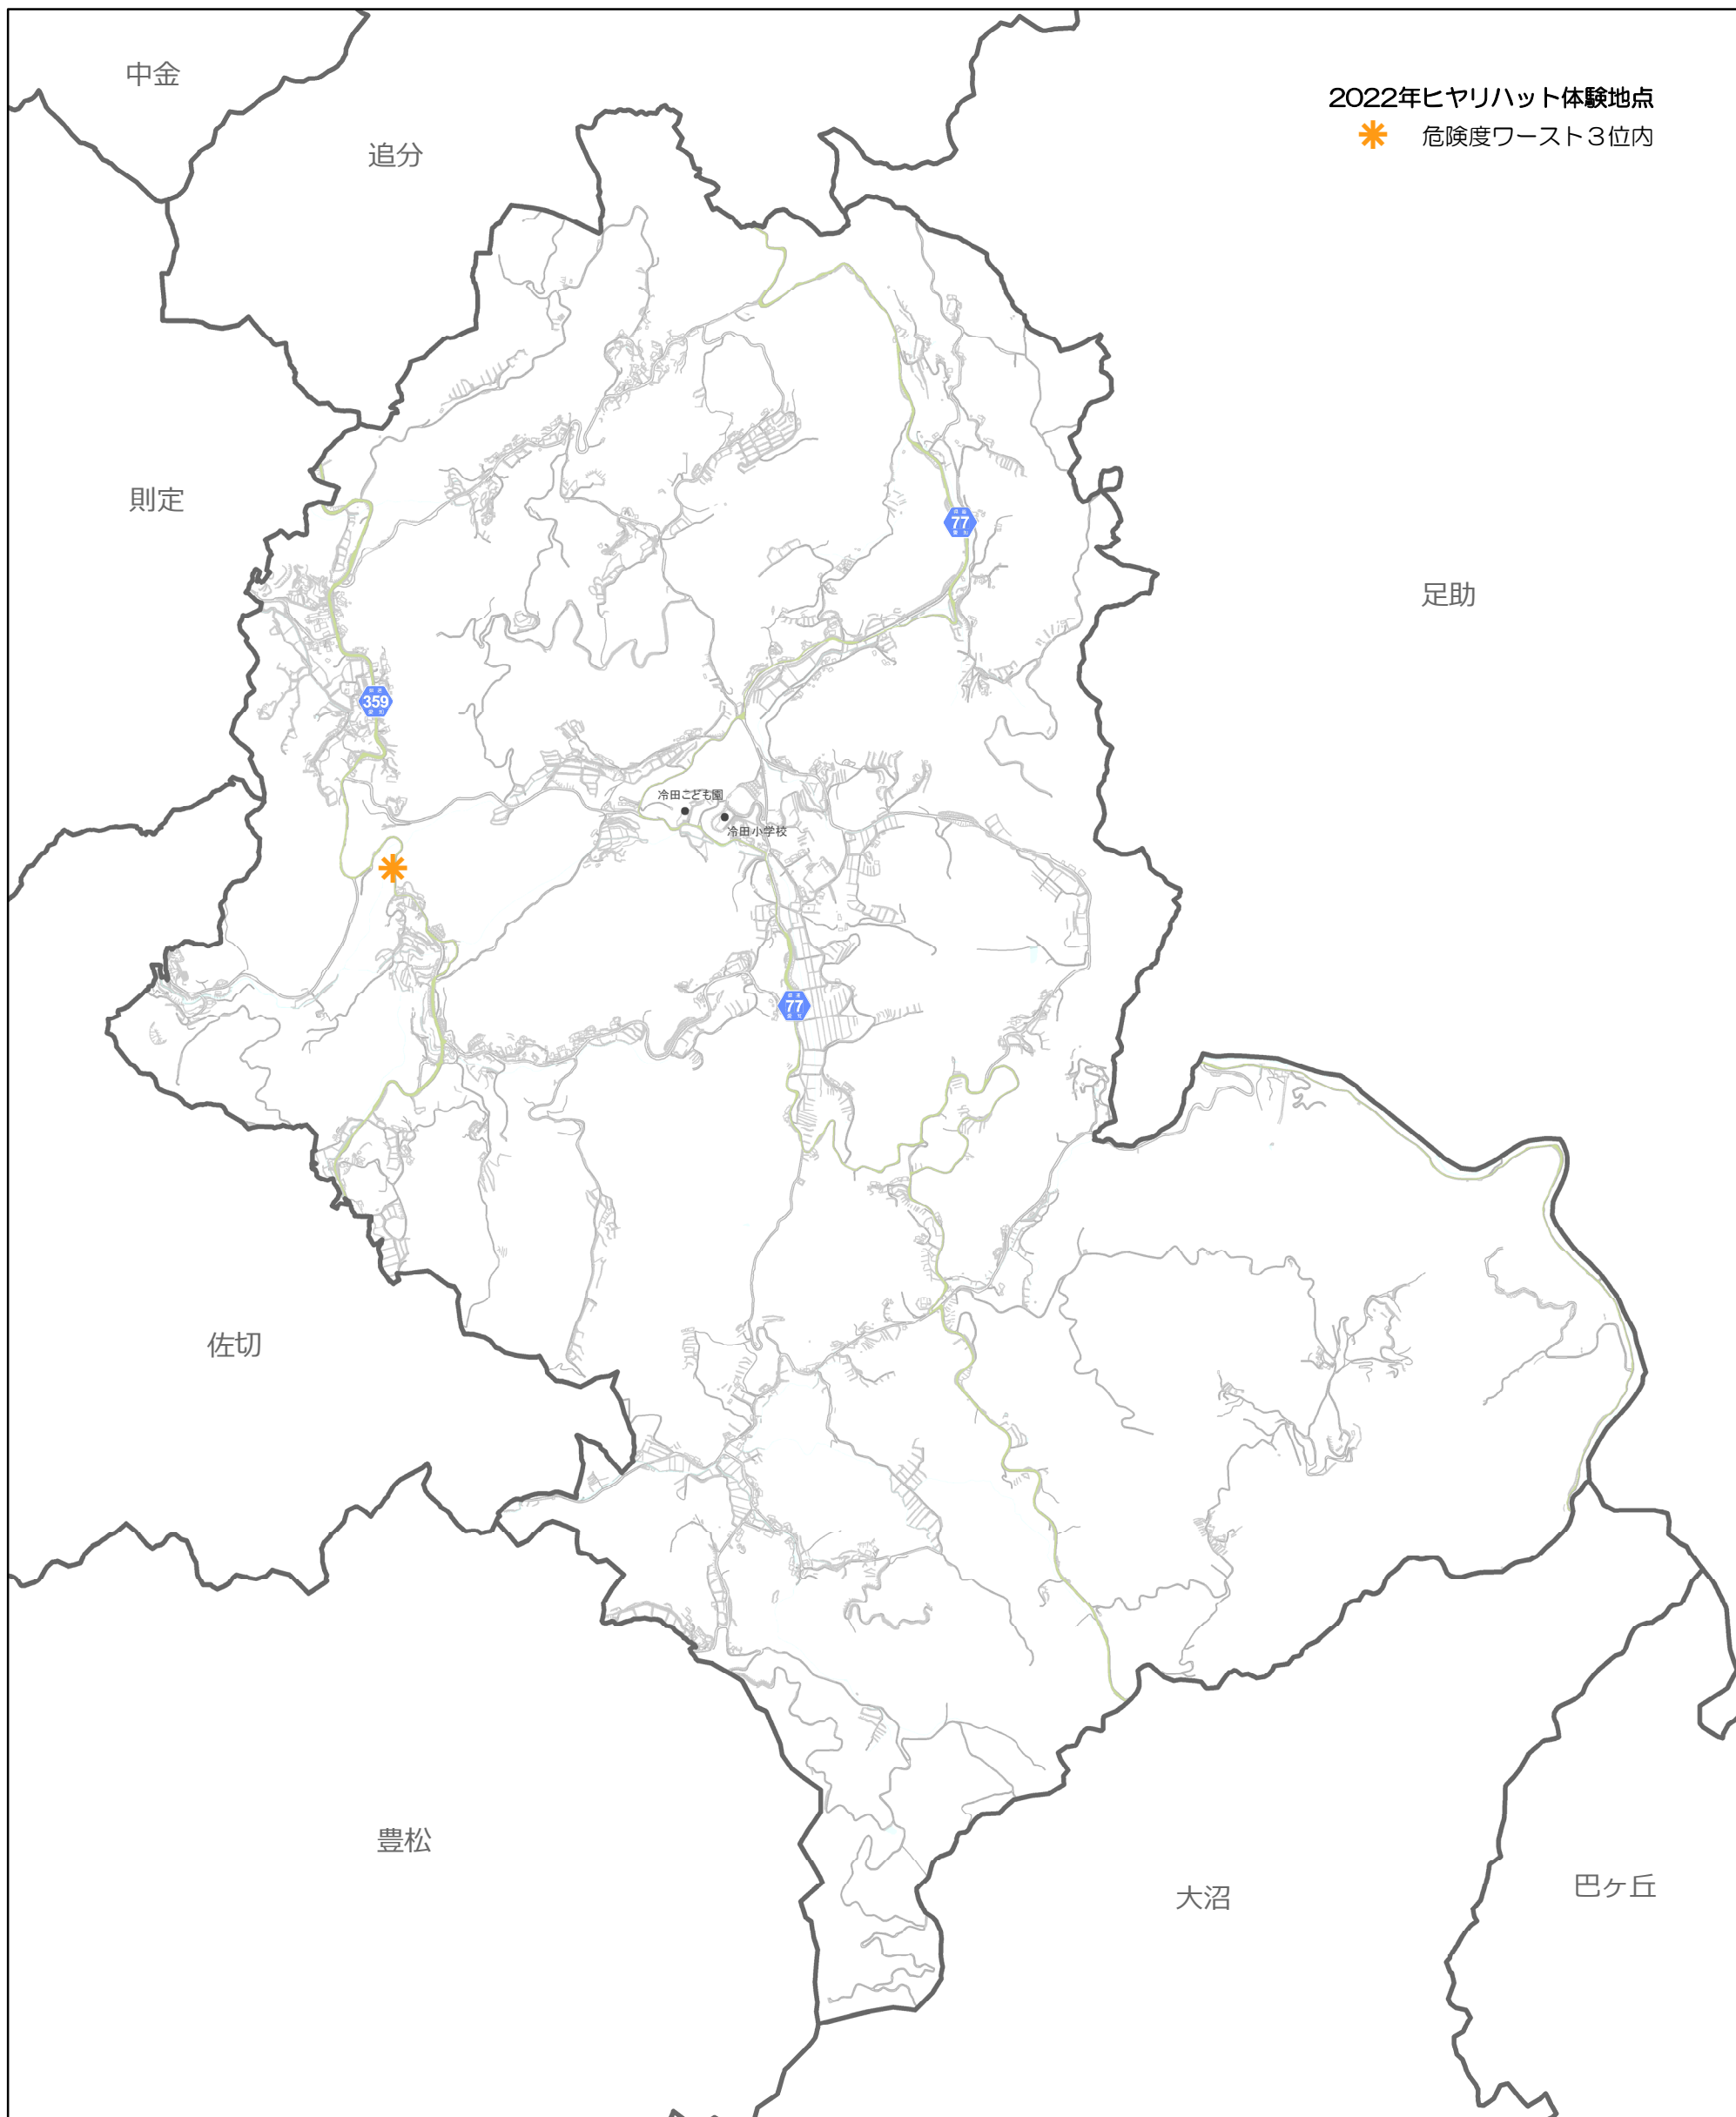 中金
2022年ヒヤリハット体験地点
危険度ワースト3位内
追分
則定
77
足助
359
冷田こども園
冷田小学校
77
佐切
豊松
大沼
巴ヶ丘